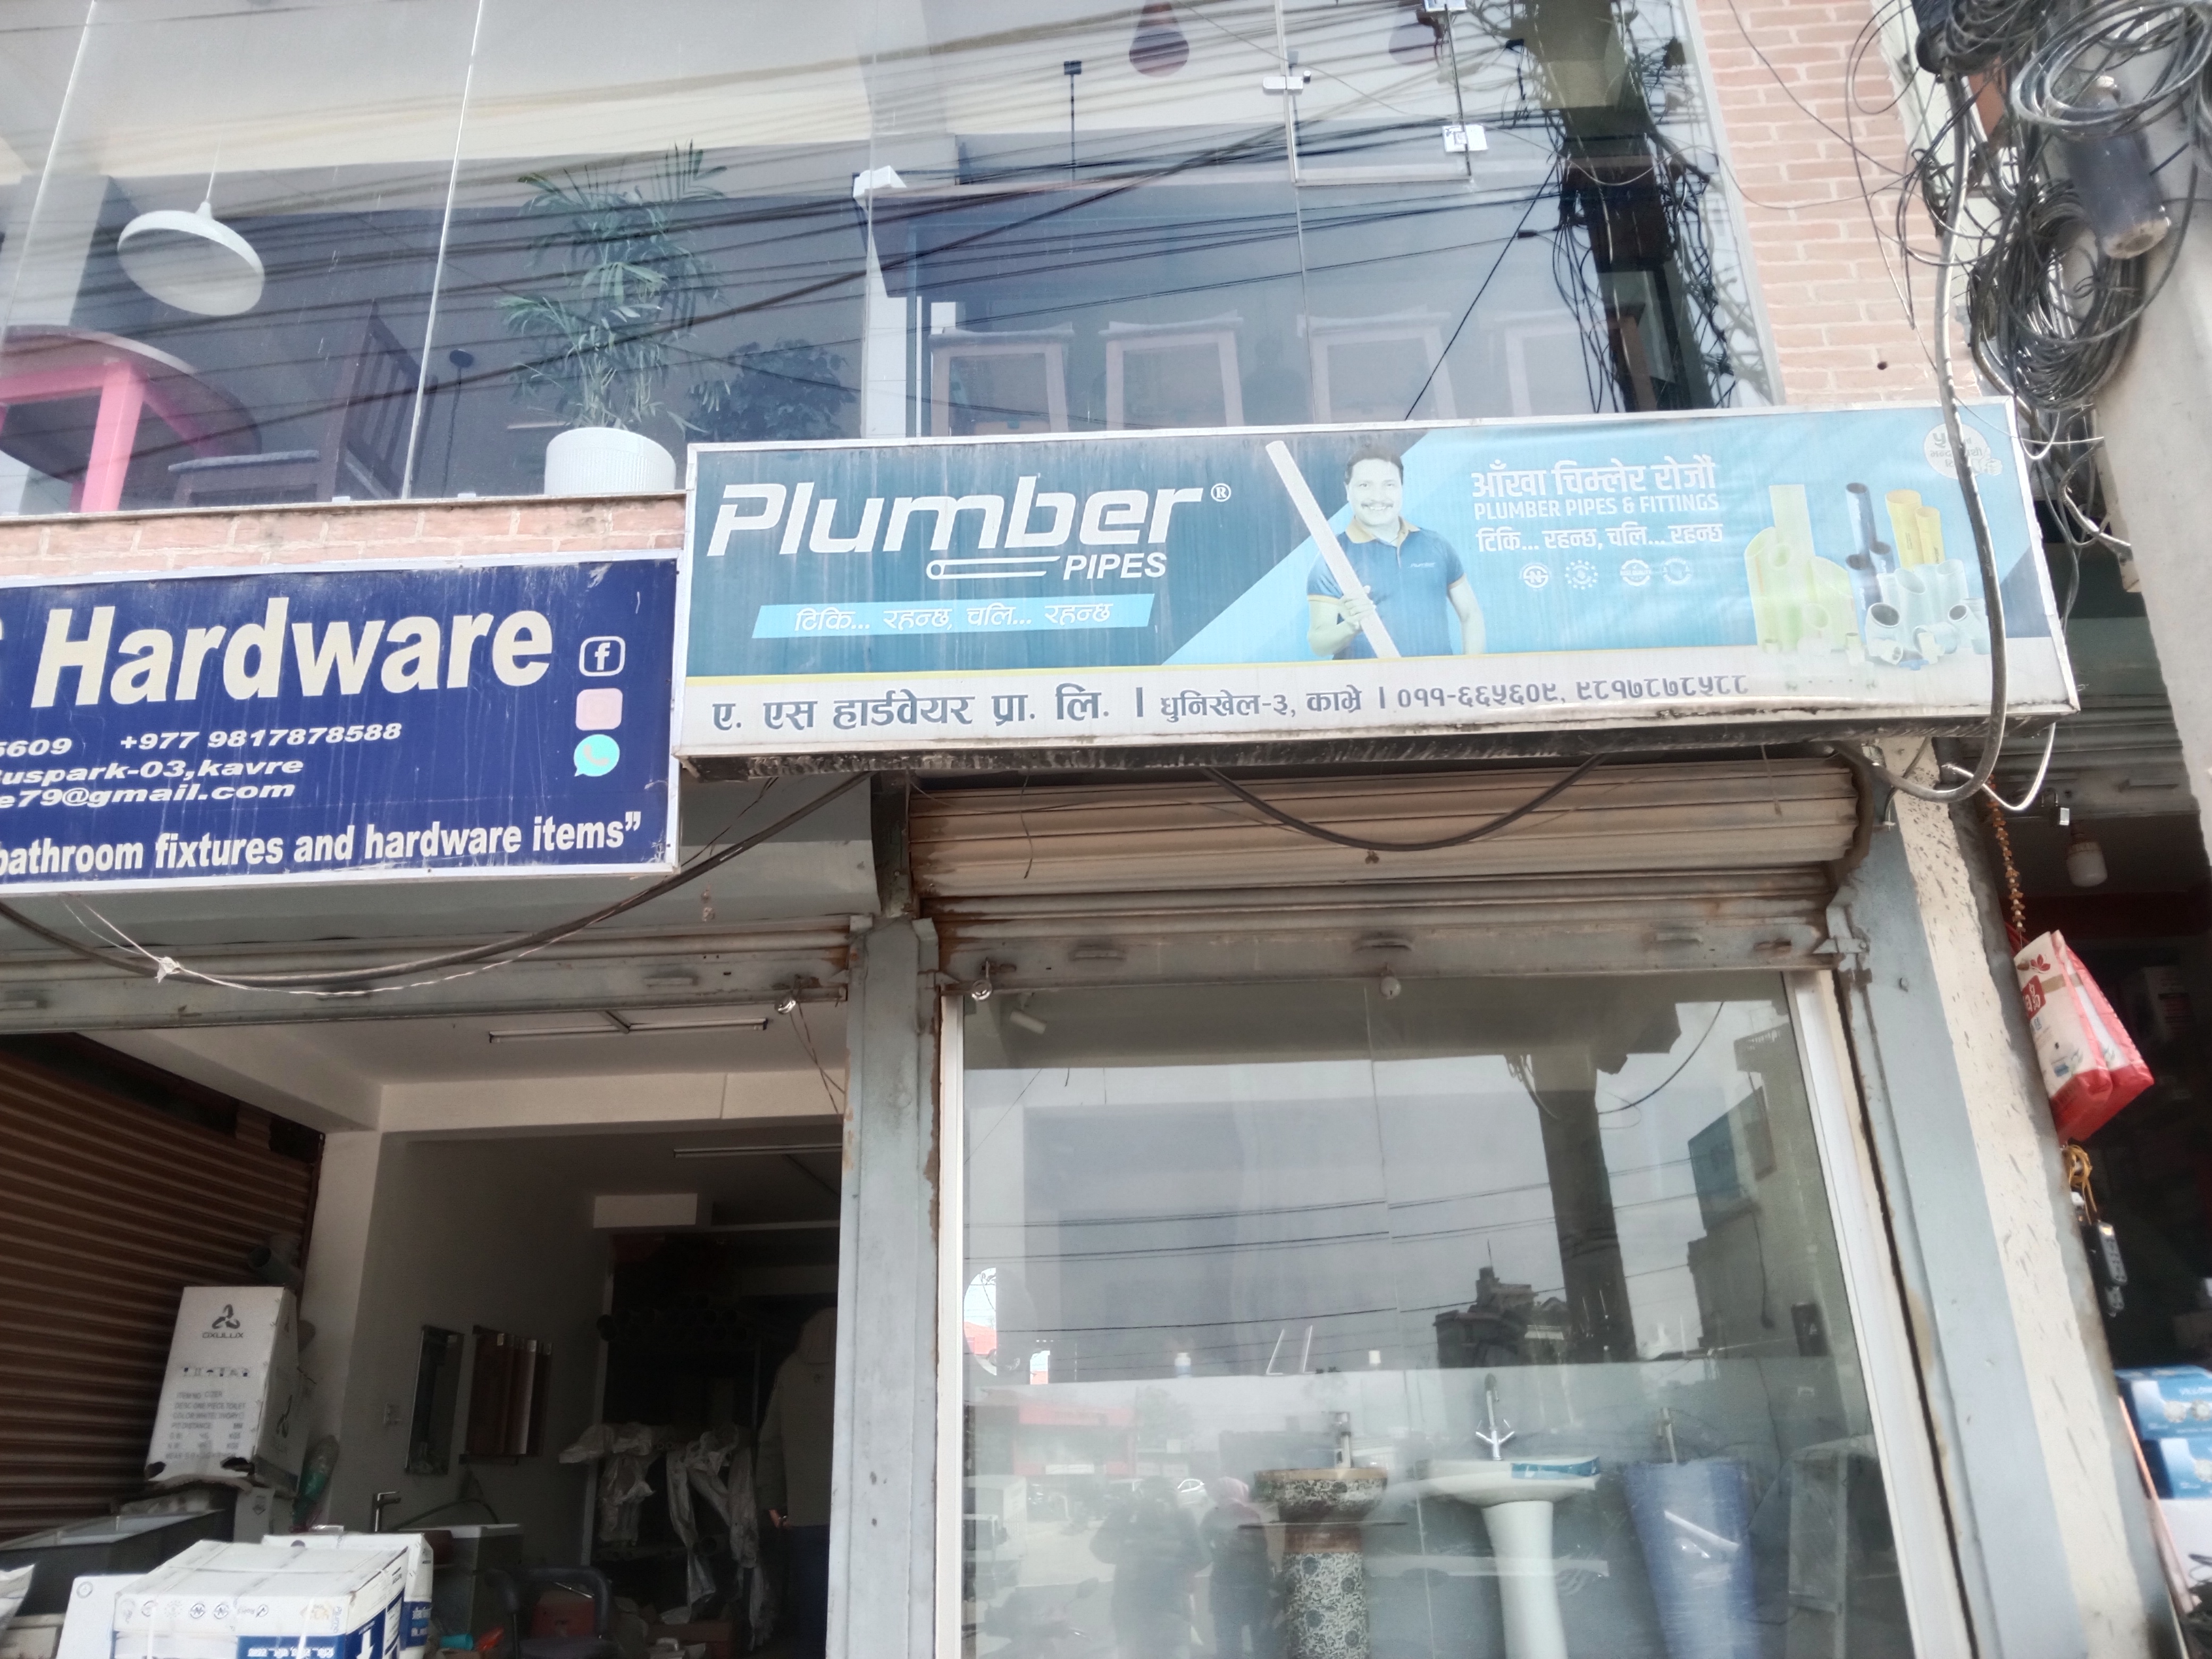 Hardware
5609 +977 9817878588
uspark-03,kavre
e79@gmail.com
bathroom fixtures and hardware items”
Plumber®
PIPES
टिकि... रहन्छ, चलि... रहन्छ
आँखा चिम्लेर रोजौं
PLUMBER PIPES & FITTINGS
टिकि... रहन्छ, चलि... रहन्छ
ए. एस हार्डवेयर प्रा. लि. | धुनिखेल-३, काभ्रे | ०११-६६५६०९, ९८१७८७८५८८
OXULUX